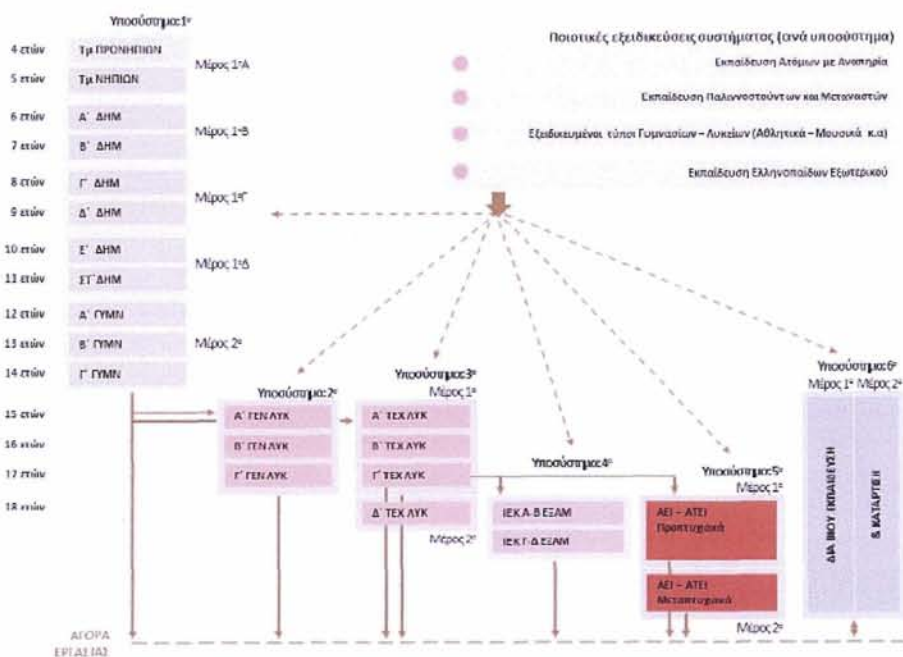 Υποσύστημα:1ο
4 ετών
Τμ ΠΡΟΝΗΠΙΩΝ
Μέρος 1ο Α
5 ετών
Τμ ΝΗΠΙΩΝ
6 ετών
Α΄ ΔΗΜ
Μέρος 1ο Β
7 ετών
Β΄ ΔΗΜ
8 ετών
Γ΄ ΔΗΜ
Μέρος 1ο Γ
9 ετών
Δ΄ ΔΗΜ
10 ετών
Ε΄ ΔΗΜ
Μέρος 1ο Δ
11 ετών
ΣΤ΄ ΔΗΜ
12 ετών
Α΄ ΓΥΜΝ
13 ετών
Β΄ ΓΥΜΝ
Μέρος 2ο
14 ετών
Γ΄ ΓΥΜΝ
Ποιοτικές εξειδικεύσεις συστήματος (ανά υποσύστημα)
Εκπαίδευση Ατόμων με Αναπηρία
Εκπαίδευση Παλιννοστούντων και Μεταναστών
Εξειδικευμένοι τύποι Γυμνασίων – Λυκείων (Αθλητικά – Μουσικά κ.α)
Εκπαίδευση Ελληνοπαίδων Εξωτερικού
15 ετών
16 ετών
17 ετών
18 ετών
Υποσύστημα:2ο
Α΄ ΓΕΝ ΛΥΚ
Β΄ ΓΕΝ ΛΥΚ
Γ΄ ΓΕΝ ΛΥΚ
Υποσύστημα:3ο
Μέρος 1ο
Α΄ ΤΕΧ ΛΥΚ
Β΄ ΤΕΧ ΛΥΚ
Γ΄ ΤΕΧ ΛΥΚ
Δ΄ ΤΕΧ ΛΥΚ
Μέρος 2ο
Υποσύστημα:4ο
ΙΕΚ Α-Β ΕΞΑΜ
ΙΕΚ Γ-Δ ΕΞΑΜ
Υποσύστημα:5ο
Μέρος 1ο
ΑΕΙ – ΑΤΕΙ
Προπτυχιακά
ΑΕΙ – ΑΤΕΙ
Μεταπτυχιακά
Μέρος 2ο
Υποσύστημα:6ο
Μέρος 1ο Μέρος 2ο
ΔΙΑ ΒΙΟΥ ΕΚΠΑΙΔΕΥΣΗ
& ΚΑΤΑΡΤΙΣΗ
ΑΓΟΡΑ
ΕΡΓΑΣΙΑΣ